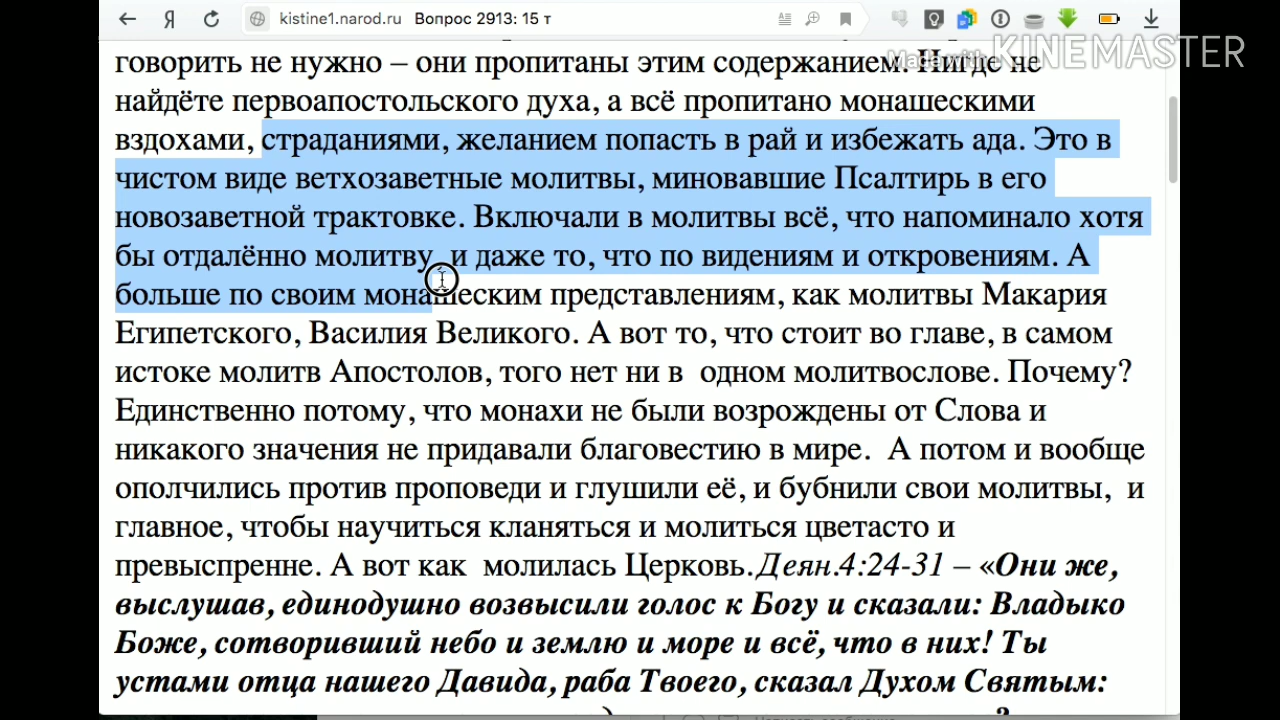 kistine1.narod.ru Вопрос 2913: 15 т
Made with KINEMASTER
говорить не нужно – они пропитаны этим содержанием. Нигде не
найдёте первоапостольского духа, а всё пропитано монашескими
вздохами, страданиями, желанием попасть в рай и избежать ада. Это в
чистом виде ветхозаветные молитвы, миновавшие Псалтирь в его
новозаветной трактовке. Включали в молитвы всё, что напоминало хотя
бы отдалённо молитву, и даже то, что по видениям и откровениям. А
больше по своим монашеским представлениям, как молитвы Макария
Египетского, Василия Великого. А вот то, что стоит во главе, в самом
истоке молитв Апостолов, того нет ни в одном молитвослове. Почему?
Единственно потому, что монахи не были возрождены от Слова и
никакого значения не придавали благовестию в мире. А потом и вообще
ополчились против проповеди и глушили её, и бубнили свои молитвы, и
главное, чтобы научиться кланяться и молиться цветасто и
превыспренне. А вот как молилась Церковь. Деян.4:24-31 – «Они же,
выслушав, единодушно возвысили голос к Богу и сказали: Владыко
Боже, сотворивший небо и землю и море и всё, что в них! Ты
устами отца нашего Давида, раба Твоего, сказал Духом Святым: